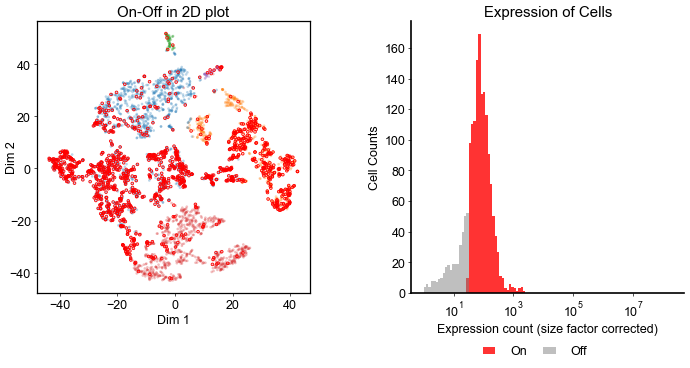 On-Off in 2D plot
Expression of Cells
40
20
0
−20
−40
Dim 2
−40 −20 0 20 40
Dim 1
160
140
120
100
80
60
40
20
0
Cell Counts
10^1 10^3 10^5 10^7
Expression count (size factor corrected)
On Off